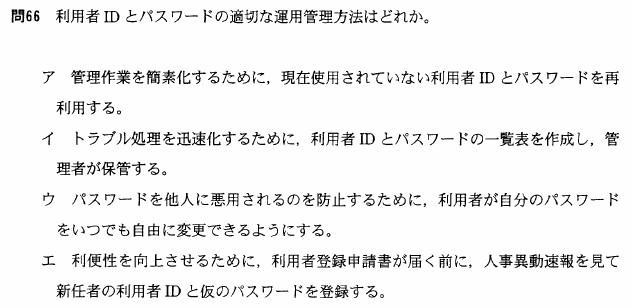 問66 利用者 ID とパスワードの適切な運用管理方法はどれか。
ア 管理作業を簡素化するために，現在使用されていない利用者 ID とパスワードを再
利用する。
イ トラブル処理を迅速化するために，利用者 ID とパスワードの一覧表を作成し，管
理者が保管する。
ウ パスワードを他人に悪用されるのを防止するために，利用者が自分のパスワード
をいつでも自由に変更できるようにする。
エ 利便性を向上させるために，利用者登録申請書が届く前に，人事異動速報を見て
新任者の利用者 ID と仮のパスワードを登録する。